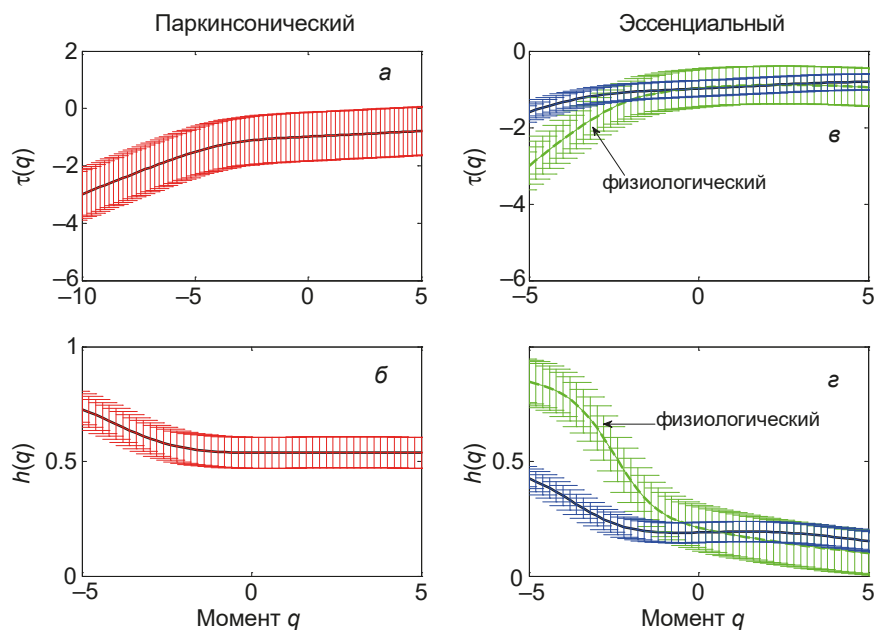 Паркинсонический
Эссенциальный
2
0
–2
–4
–6
τ(q)
а
–10
–5
0
5
0
–2
–4
–6
τ(q)
в
физиологический
–5
0
5
1
0.5
0
h(q)
б
–5
0
5
Момент q
0.5
0
h(q)
г
физиологический
–5
0
5
Момент q